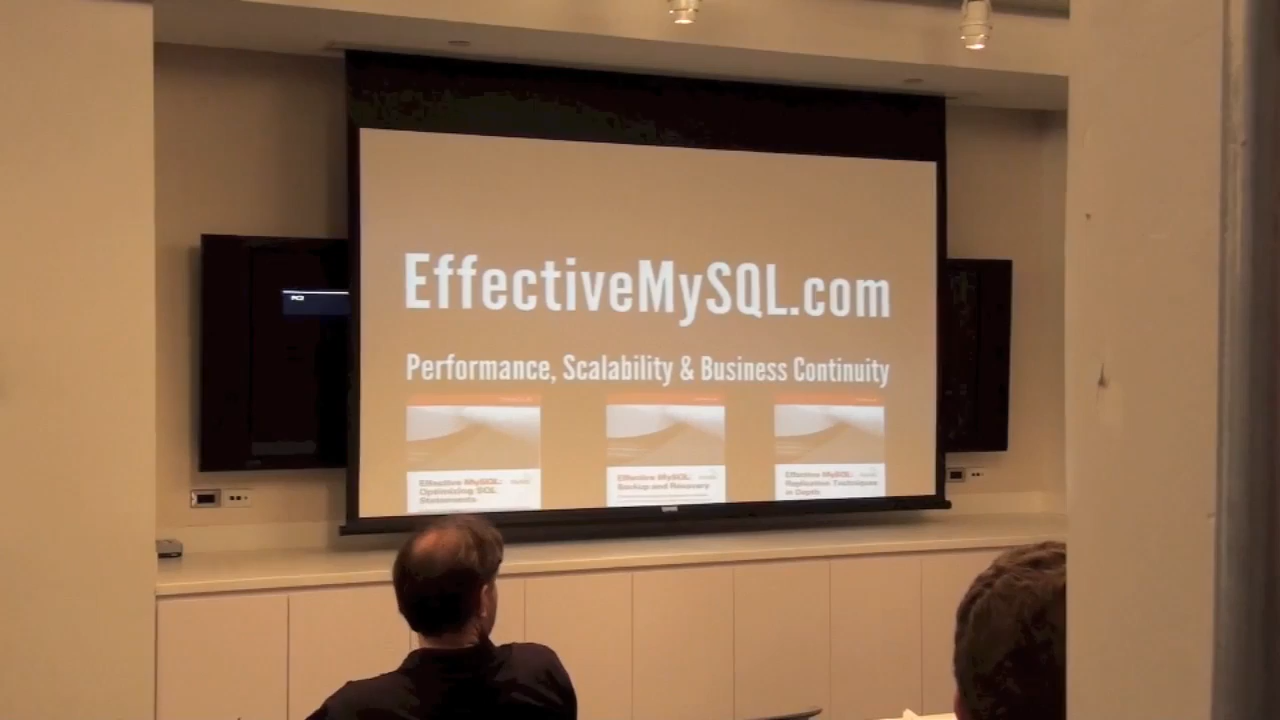 EffectiveMySQL.com
Performance, Scalability & Business Continuity
Effective MySQL:
Optimizing SQL
Statements
Effective MySQL:
Backup and Recovery
Effective MySQL:
Replication Techniques
in Depth